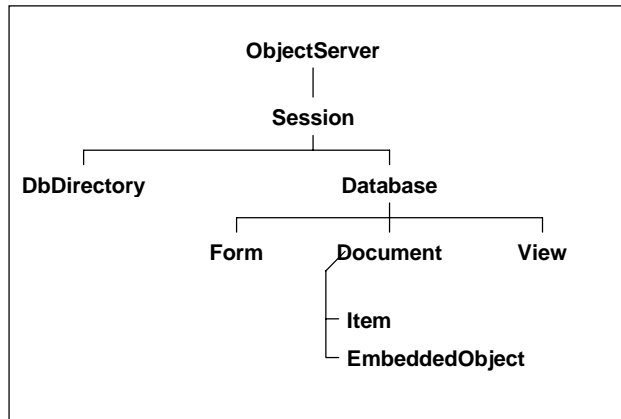 ObjectServer
Session
DbDirectory Database
Form Document View
Item
EmbeddedObject